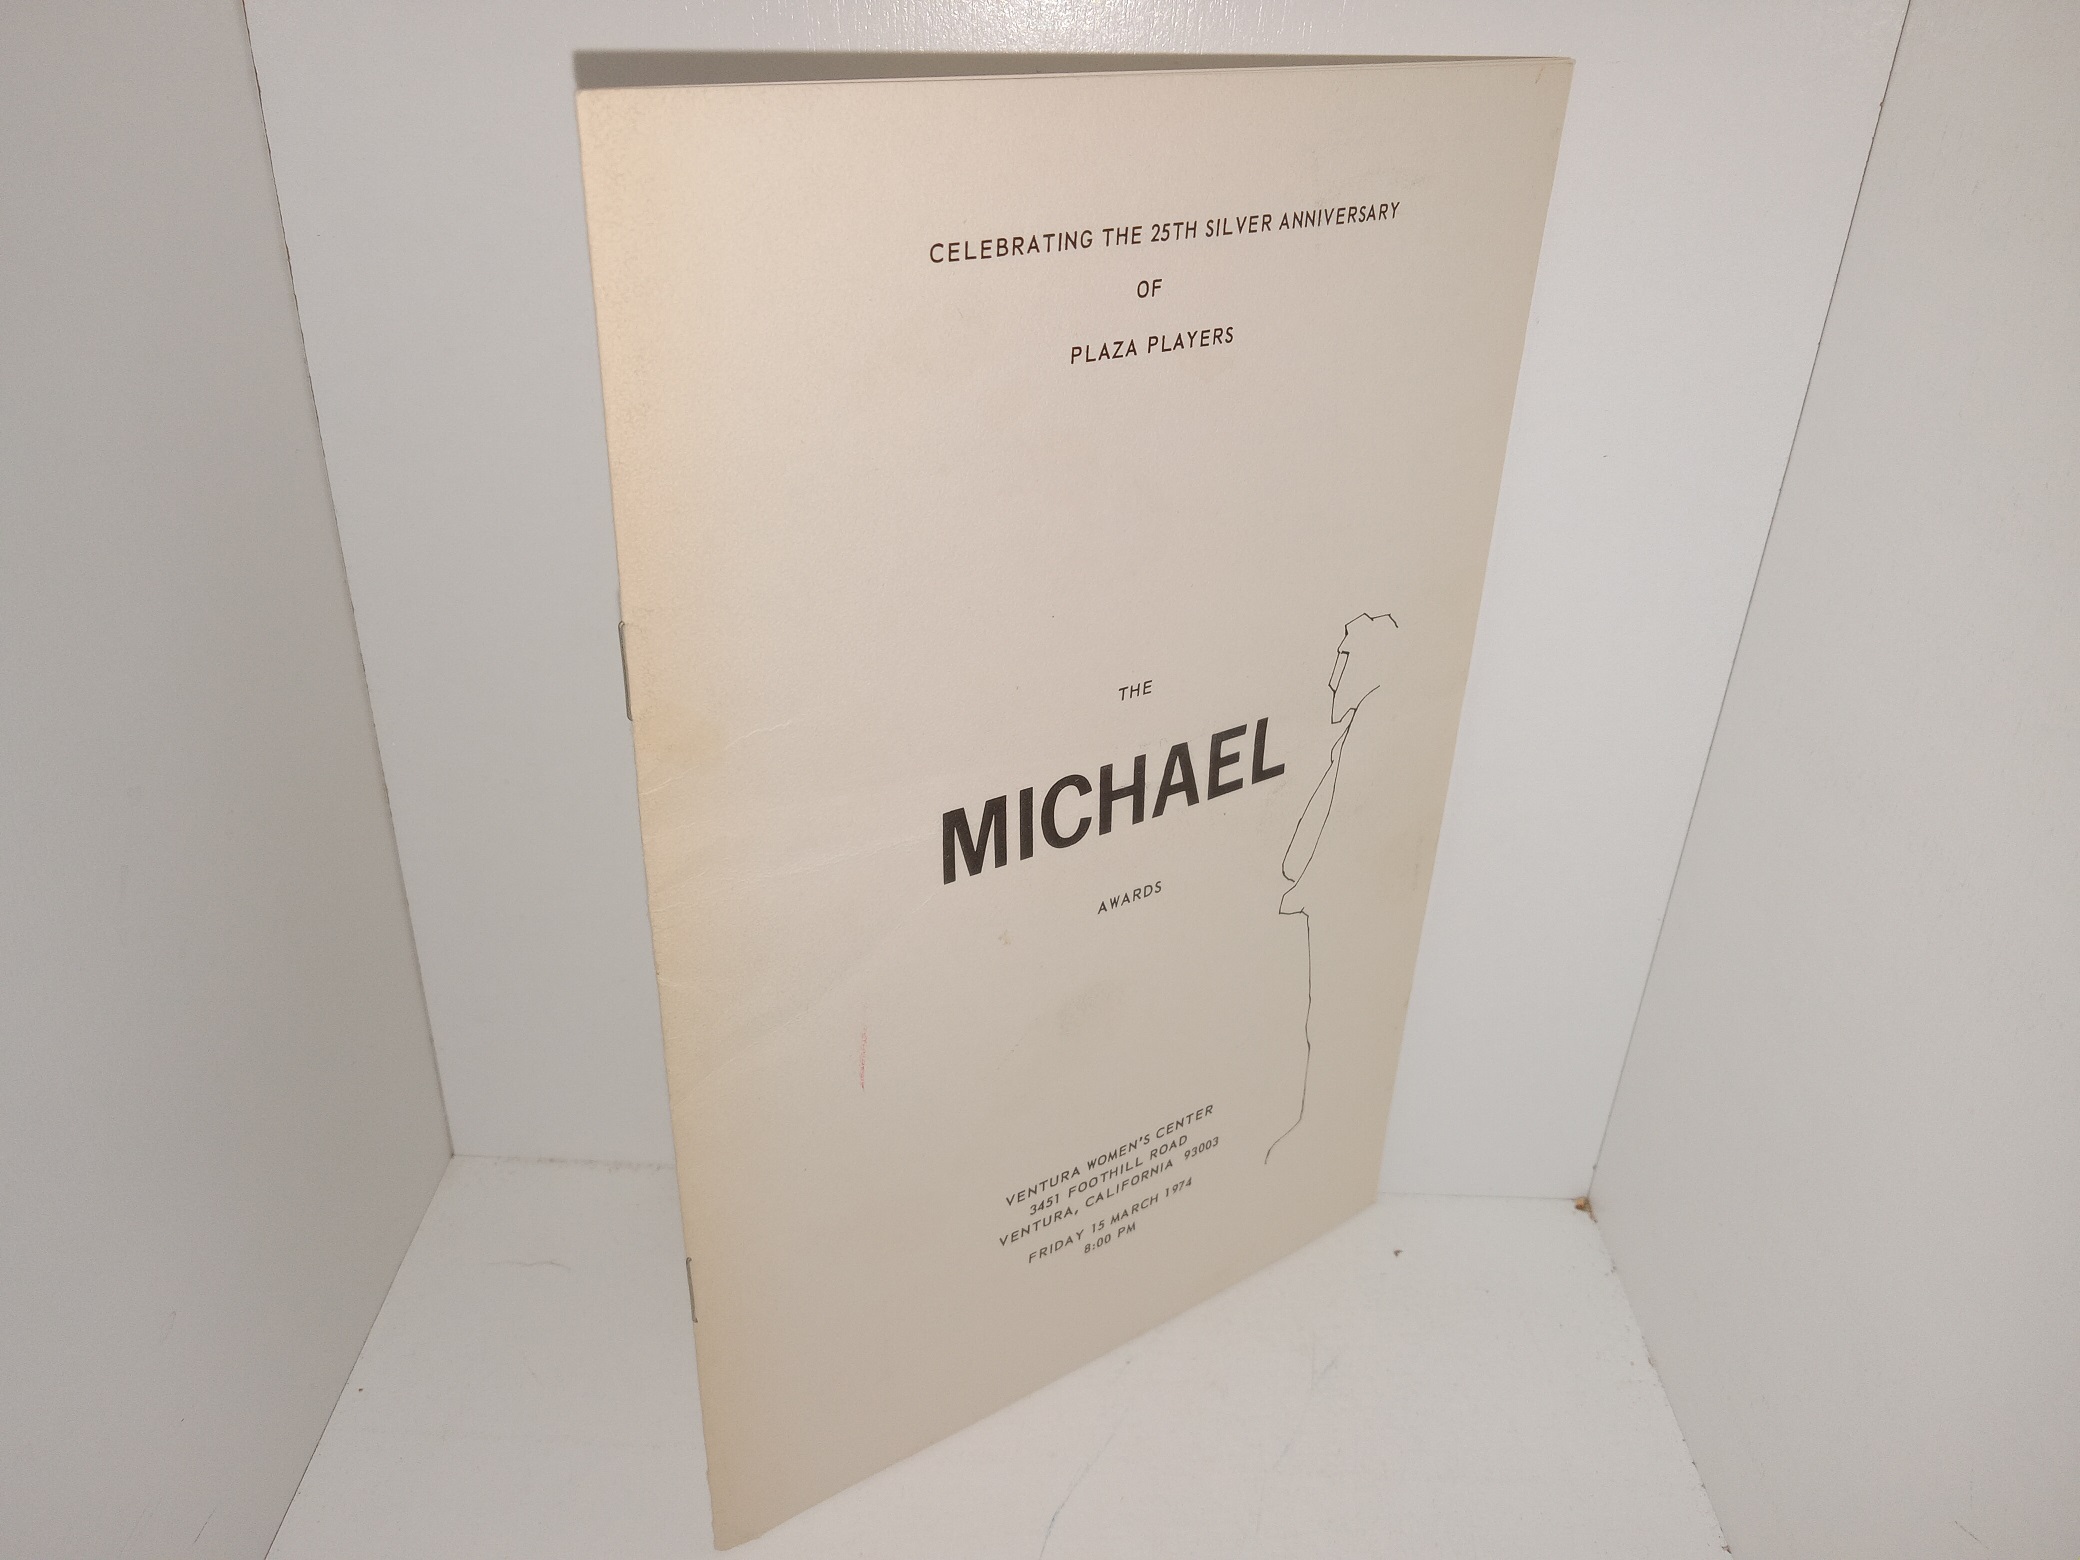 CELEBRATING THE 25TH SILVER ANNIVERSARY
OF
PLAZA PLAYERS
THE
MICHAEL
AWARDS
VENTURA WOMEN'S CENTER
3451 FOOTHILL ROAD
VENTURA, CALIFORNIA 93003
FRIDAY 15 MARCH 1974
8:00 PM